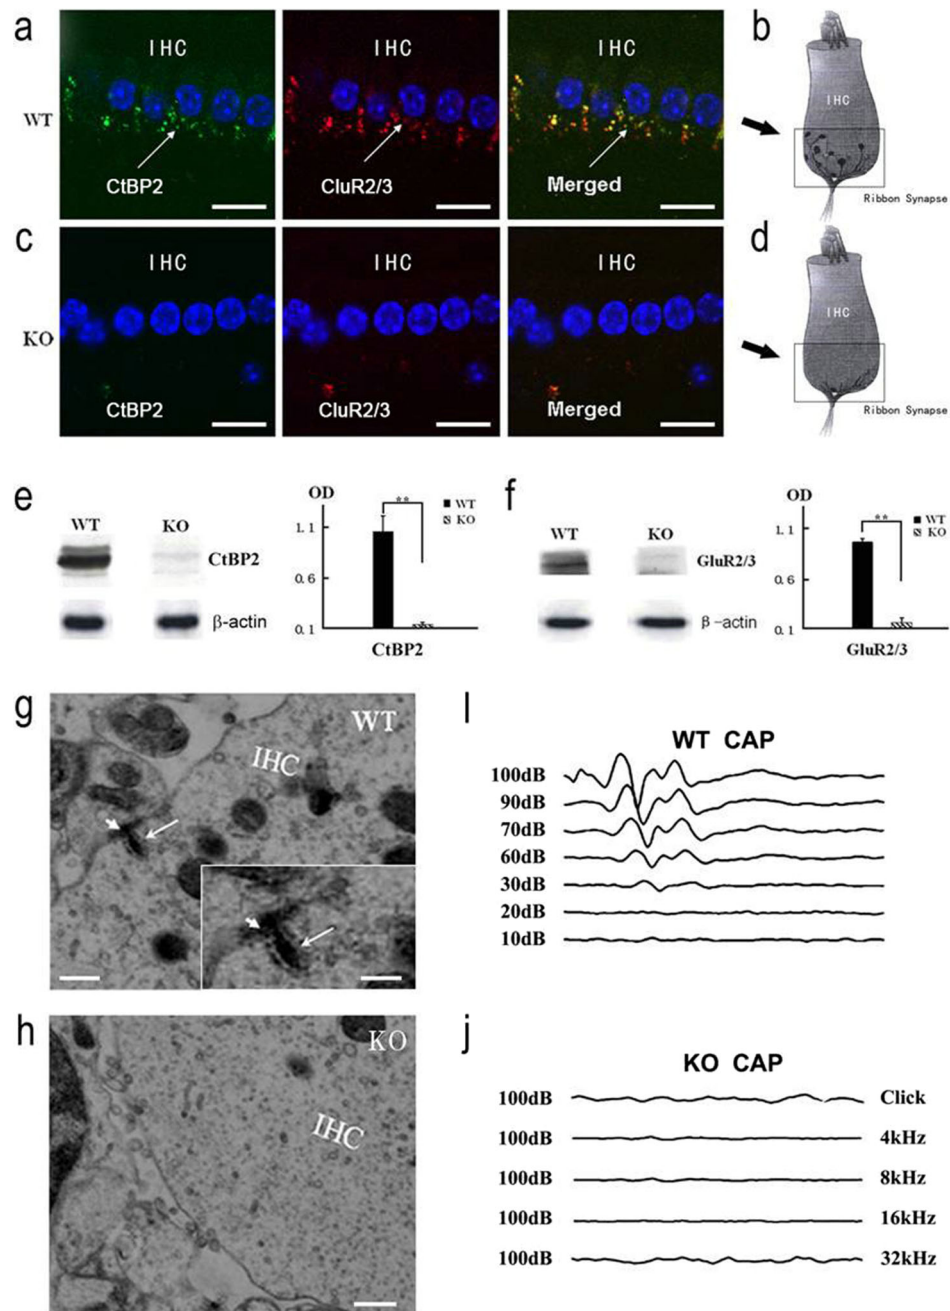 a
IHC
IHC
IHC
b
WT
CtBP2
CluR2/3
Merged
IHC
Ribbon Synapse
c
IHC
IHC
IHC
d
KO
CtBP2
CluR2/3
Merged
IHC
Ribbon Synapse
e
WT KO
CtBP2
β-actin
OD
1.1
0.6
0.1
**
WT
KO
CtBP2
f
WT KO
GluR2/3
β-actin
OD
1.1
0.6
0.1
**
WT
KO
GluR2/3
g
WT
IHC
h
KO
IHC
l
WT CAP
100dB
90dB
70dB
60dB
30dB
20dB
10dB
j
KO CAP
100dB Click
100dB 4kHz
100dB 8kHz
100dB 16kHz
100dB 32kHz